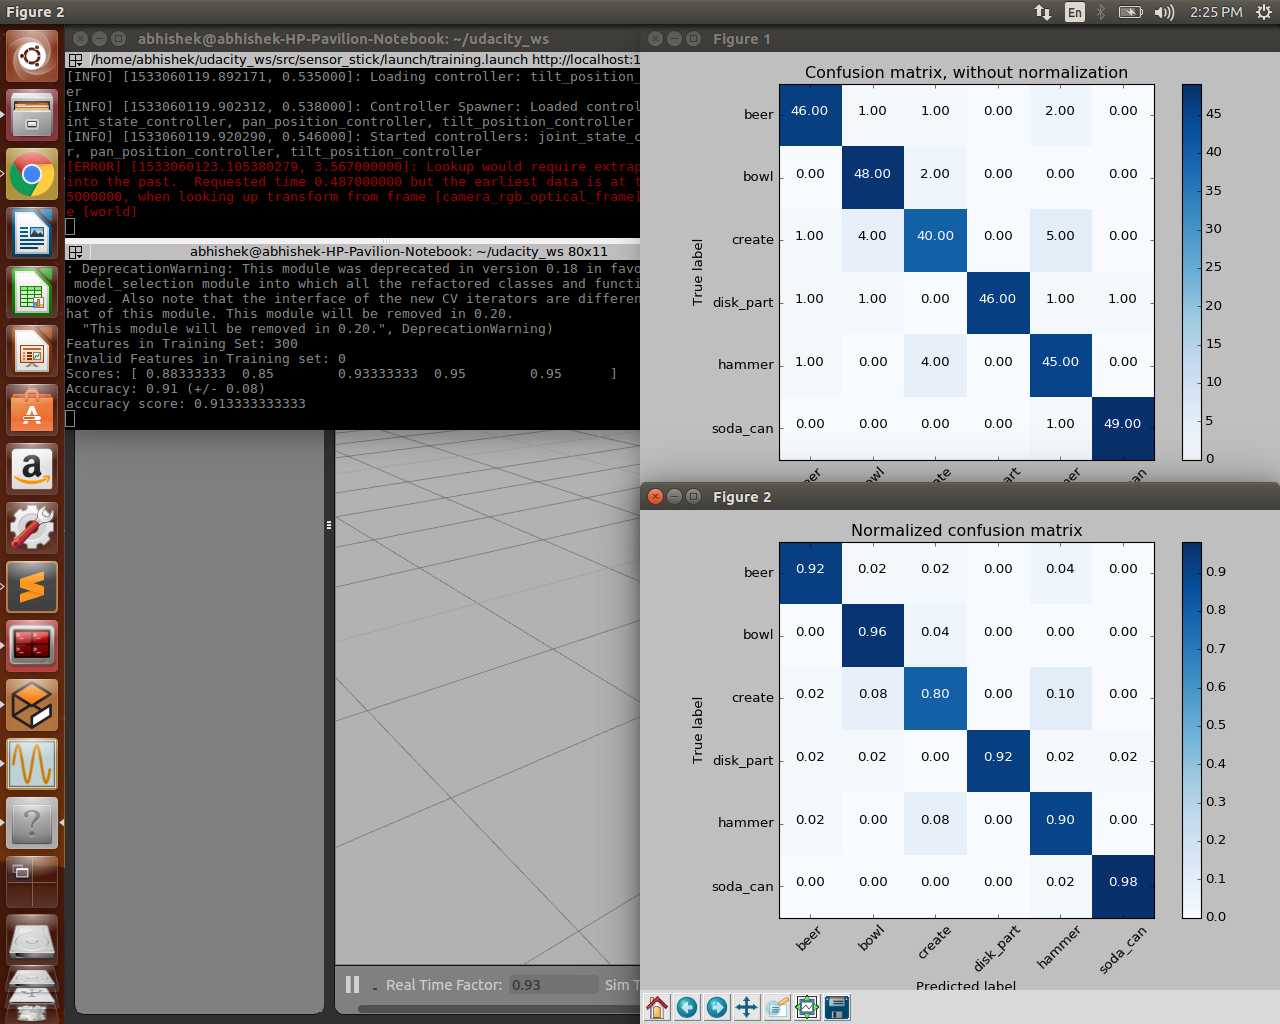 Figure 2
En
2:25 PM
abhishek@abhishek-HP-Pavilion-Notebook: ~/udacity_ws
/home/abhishek/udacity_ws/src/sensor_stick/launch/training.launch http://localhost:1
[INFO] [1533060119.892171, 0.535000]: Loading controller: tilt_position_
er
[INFO] [1533060119.902312, 0.538000]: Controller Spawner: Loaded control
int_state_controller, pan_position_controller, tilt_position_controller
[INFO] [1533060119.920290, 0.546000]: Started controllers: joint_state_c
r, pan_position_controller, tilt_position_controller
[ERROR] [1533060123.105380279, 3.567000000]: Lookup would require extrap
into the past.  Requested time 0.487000000 but the earliest data is at t
5000000, when looking up transform from frame [camera_rgb_optical_frame]
e [world]
abhishek@abhishek-HP-Pavilion-Notebook: ~/udacity_ws 80x11
: DeprecationWarning: This module was deprecated in version 0.18 in favo
model_selection module into which all the refactored classes and functi
moved. Also note that the interface of the new CV iterators are differen
hat of this module. This module will be removed in 0.20.
"This module will be removed in 0.20.", DeprecationWarning)
Features in Training Set: 300
Invalid Features in Training set: 0
Scores: [ 0.88333333  0.85        0.93333333  0.95        0.95      ]
Accuracy: 0.91 (+/- 0.08)
accuracy score: 0.913333333333
Real Time Factor: 0.93 Sim T
Figure 1
Confusion matrix, without normalization
True label
beer 46.00 1.00 1.00 0.00 2.00 0.00
bowl 0.00 48.00 2.00 0.00 0.00 0.00
create 1.00 4.00 40.00 0.00 5.00 0.00
disk_part 1.00 1.00 0.00 46.00 1.00 1.00
hammer 1.00 0.00 4.00 0.00 45.00 0.00
soda_can 0.00 0.00 0.00 0.00 1.00 49.00
eer wl ate rt er an
45
40
35
30
25
20
15
10
5
0
Figure 2
Normalized confusion matrix
True label
beer 0.92 0.02 0.02 0.00 0.04 0.00
bowl 0.00 0.96 0.04 0.00 0.00 0.00
create 0.02 0.08 0.80 0.00 0.10 0.00
disk_part 0.02 0.02 0.00 0.92 0.02 0.02
hammer 0.02 0.00 0.08 0.00 0.90 0.00
soda_can 0.00 0.00 0.00 0.00 0.02 0.98
beer bowl create disk_part hammer soda_can
Predicted label
0.9
0.8
0.7
0.6
0.5
0.4
0.3
0.2
0.1
0.0